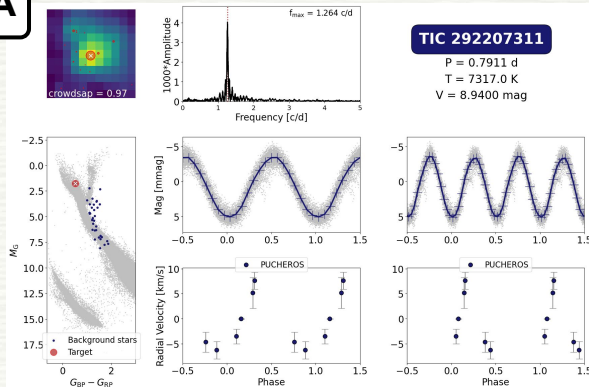 A
crowdsap = 0.97
1000*Amplitude
4
3
2
1
0
f_max = 1.264 c/d
0 1 2 3 4 5
Frequency [c/d]
TIC 292207311
P = 0.7911 d
T = 7317.0 K
V = 8.9400 mag
M_G
−2.5
0.0
2.5
5.0
7.5
10.0
12.5
15.0
17.5
Background stars
Target
0 2
G_BP − G_RP
Mag [mmag]
−5
0
5
−0.5 0.0 0.5 1.0 1.5
−5
0
5
−0.5 0.0 0.5 1.0 1.5
PUCHEROS
Radial Velocity [km/s]
10
5
0
−5
−0.5 0.0 0.5 1.0 1.5
Phase
PUCHEROS
10
5
0
−5
−0.5 0.0 0.5 1.0 1.5
Phase